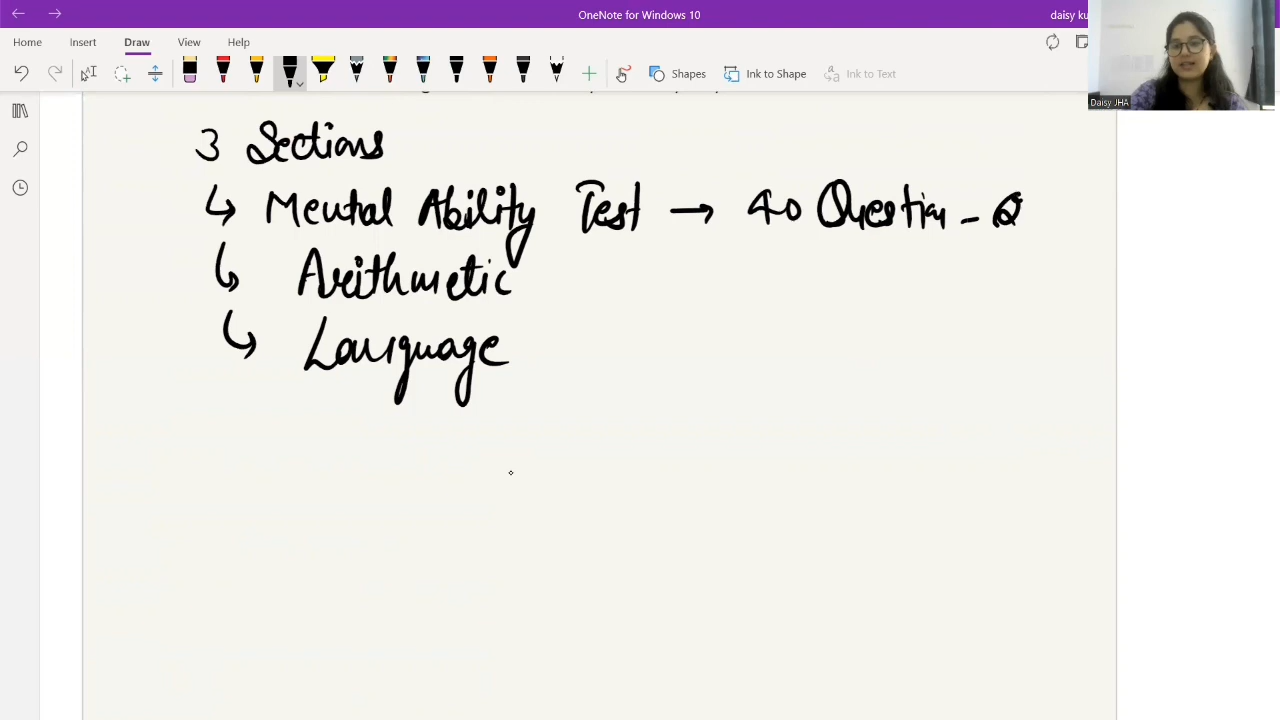 OneNote for Windows 10
daisy ku
Home Insert Draw View Help
Shapes Ink to Shape Ink to Text
Daisy JHA
3 Sections
↳ Mental Ability Test → 40 Question -
↳ Arithmetic
↳ Language